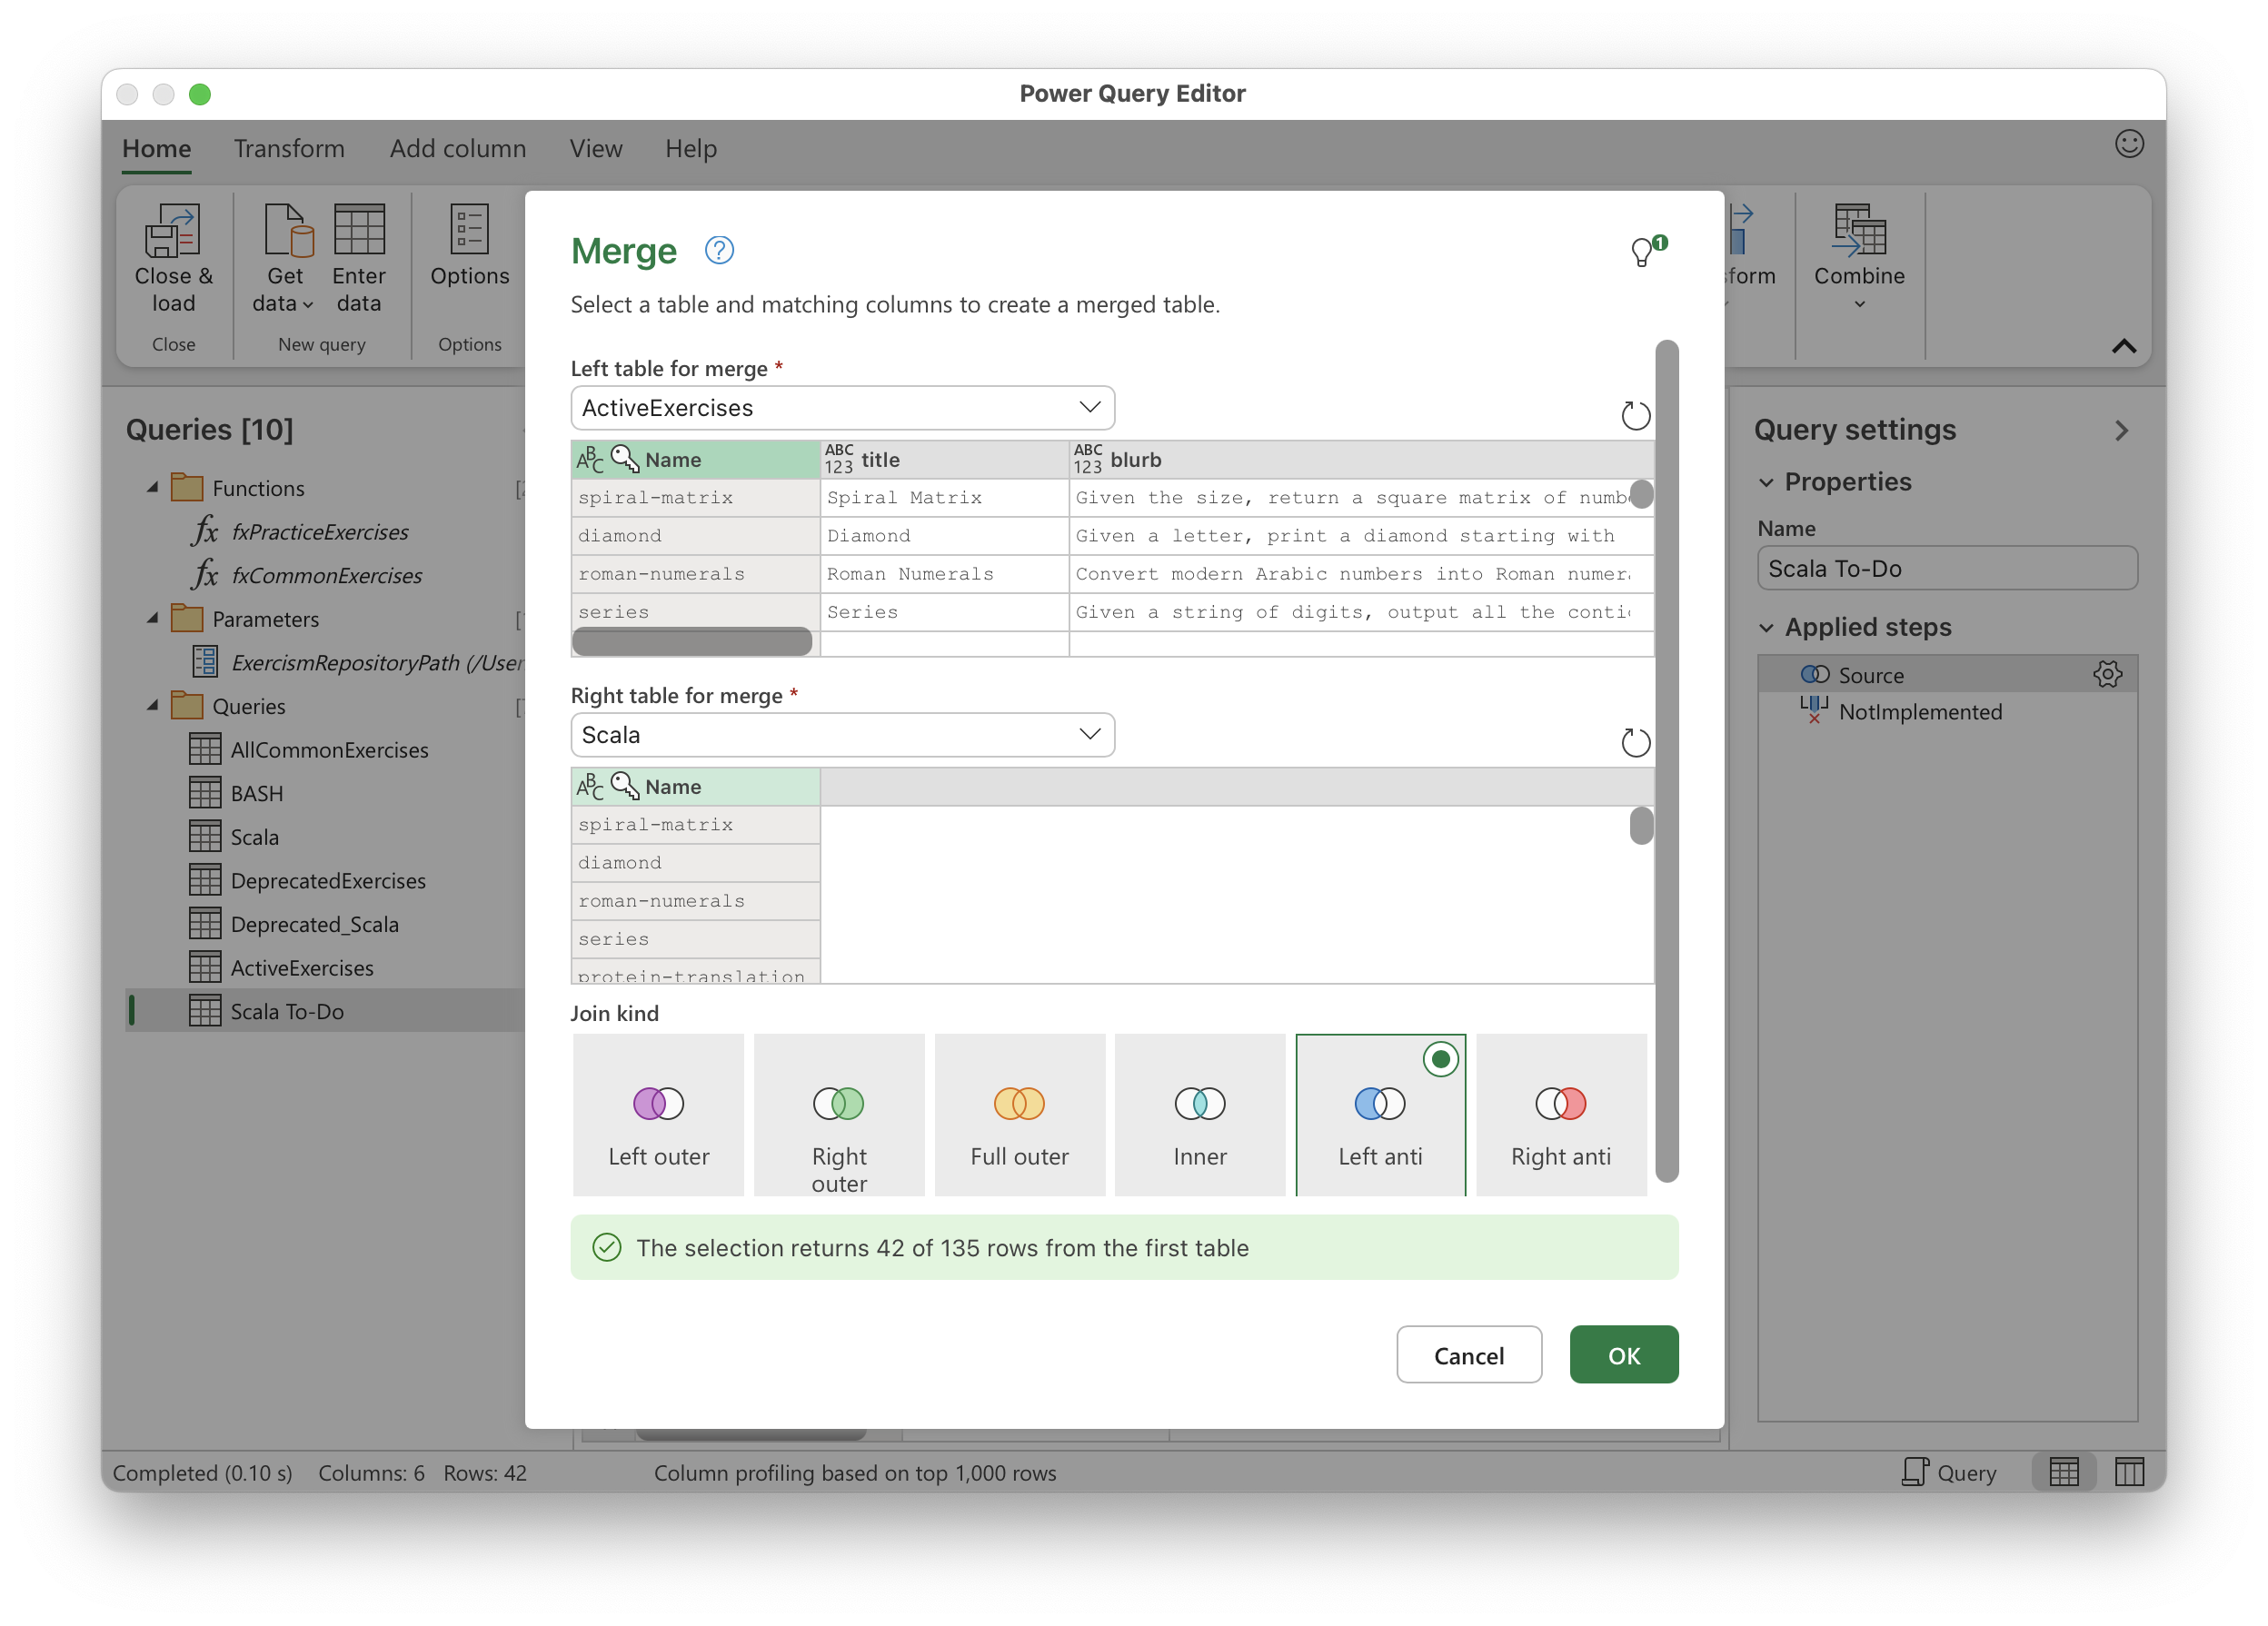 Power Query Editor
Home Transform Add column View Help
Close & load
Get data
Enter data
Options
Close
New query
Options
Combine
Queries [10]
Functions
fxPracticeExercises
fxCommonExercises
Parameters
ExercismRepositoryPath
Queries
AllCommonExercises
BASH
Scala
DeprecatedExercises
Deprecated_Scala
ActiveExercises
Scala To-Do
Merge ?
1
Select a table and matching columns to create a merged table.
Left table for merge *
ActiveExercises
ABC Name ABC 123 title ABC 123 blurb
spiral-matrix Spiral Matrix Given the size, return a square matrix of
diamond Diamond Given a letter, print a diamond starting with
roman-numerals Roman Numerals Convert modern Arabic numbers into Roman
series Series Given a string of digits, output all the
Right table for merge *
Scala
ABC Name
spiral-matrix
diamond
roman-numerals
series
protein-translation
Join kind
Left outer
Right outer
Full outer
Inner
Left anti
Right anti
The selection returns 42 of 135 rows from the first table
Cancel OK
Query settings
Properties
Name
Scala To-Do
Applied steps
Source
NotImplemented
Completed (0.10 s) Columns: 6 Rows: 42 Column profiling based on top 1,000 rows Query